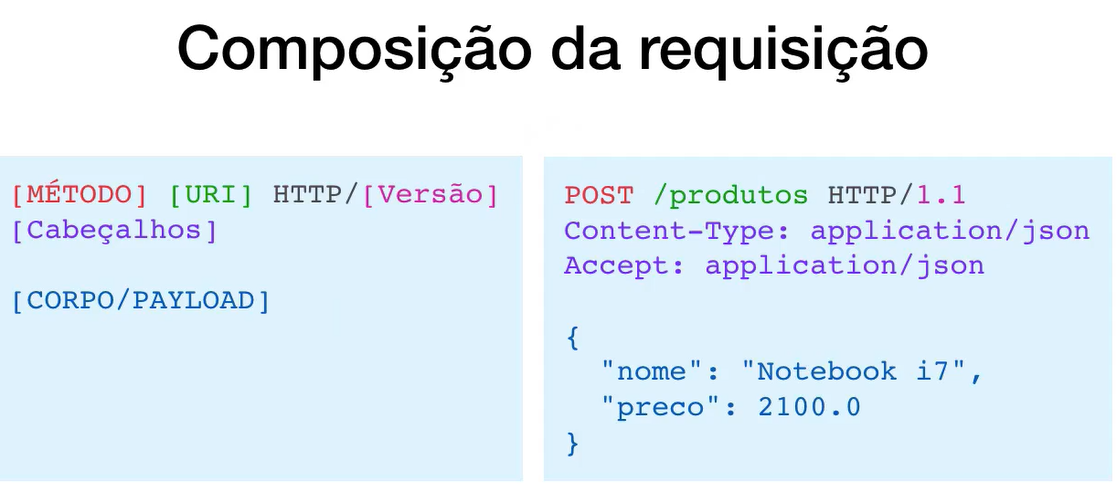 Composição da requisição
[MÉTODO] [URI] HTTP/[Versão]
[Cabeçalhos]
[CORPO/PAYLOAD]
POST /produtos HTTP/1.1
Content-Type: application/json
Accept: application/json
{
"nome": "Notebook i7",
"preco": 2100.0
}